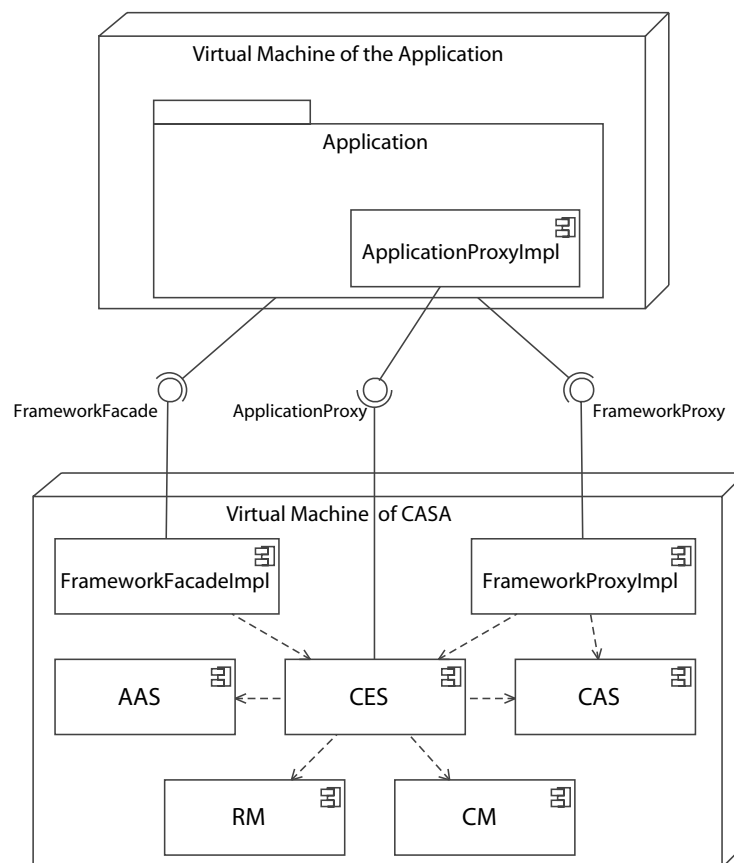 Virtual Machine of the Application
Application
ApplicationProxyImpl
FrameworkFacade
ApplicationProxy
FrameworkProxy
Virtual Machine of CASA
FrameworkFacadeImpl
FrameworkProxyImpl
AAS
CES
CAS
RM
CM